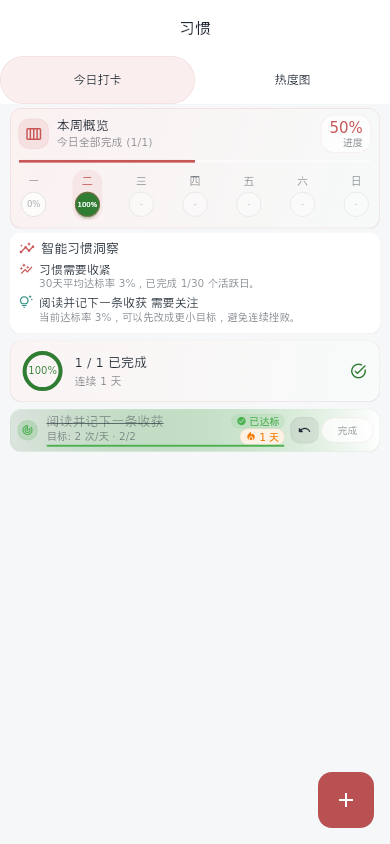 习惯
今日打卡
热度图
本周概览
今日全部完成 (1/1)
50%
进度
一 二 三 四 五 六 日
0% 100% - - - - -
智能习惯洞察
习惯需要收紧
30天平均达标率 3%，已完成 1/30 个活跃日。
阅读并记下一条收获 需要关注
当前达标率 3%，可以先改成更小目标，避免连续挫败。
100%
1 / 1 已完成
连续 1 天
阅读并记下一条收获
已达标
目标: 2 次/天 · 2/2
1 天
完成